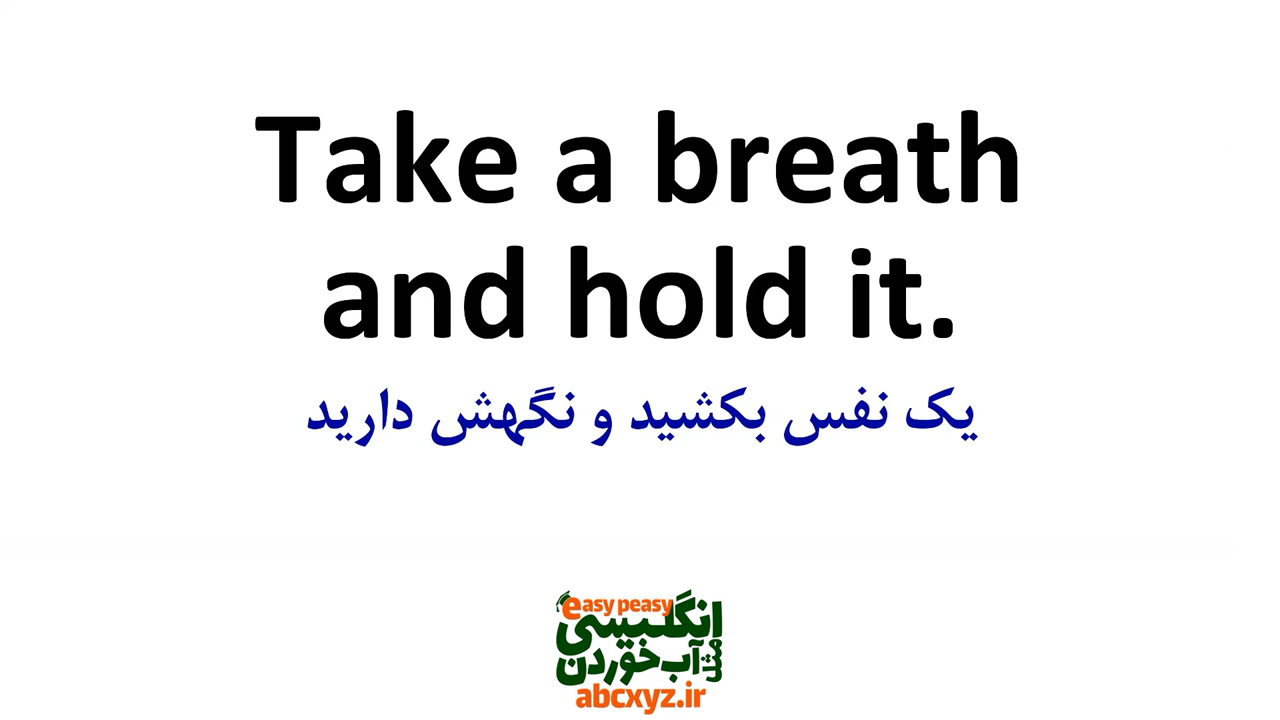 Take a breath
and hold it.
یک نفس بکشید و نگهش دارید
easy peasy
انگلیسی
مثل آب خوردن
abcxyz.ir